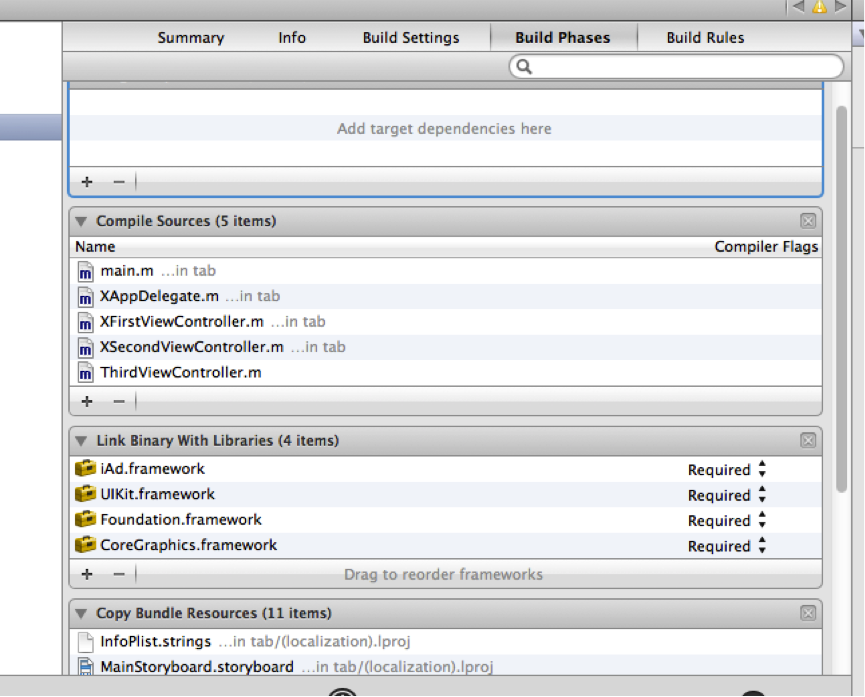 Summary Info Build Settings Build Phases Build Rules
Add target dependencies here
+ −
Compile Sources (5 items)
Name Compiler Flags
main.m ...in tab
XAppDelegate.m ...in tab
XFirstViewController.m ...in tab
XSecondViewController.m ...in tab
ThirdViewController.m
+ −
Link Binary With Libraries (4 items)
iAd.framework Required
UIKit.framework Required
Foundation.framework Required
CoreGraphics.framework Required
+ − Drag to reorder frameworks
Copy Bundle Resources (11 items)
InfoPlist.strings ...in tab/(localization).lproj
MainStoryboard.storyboard ...in tab/(localization).lproj